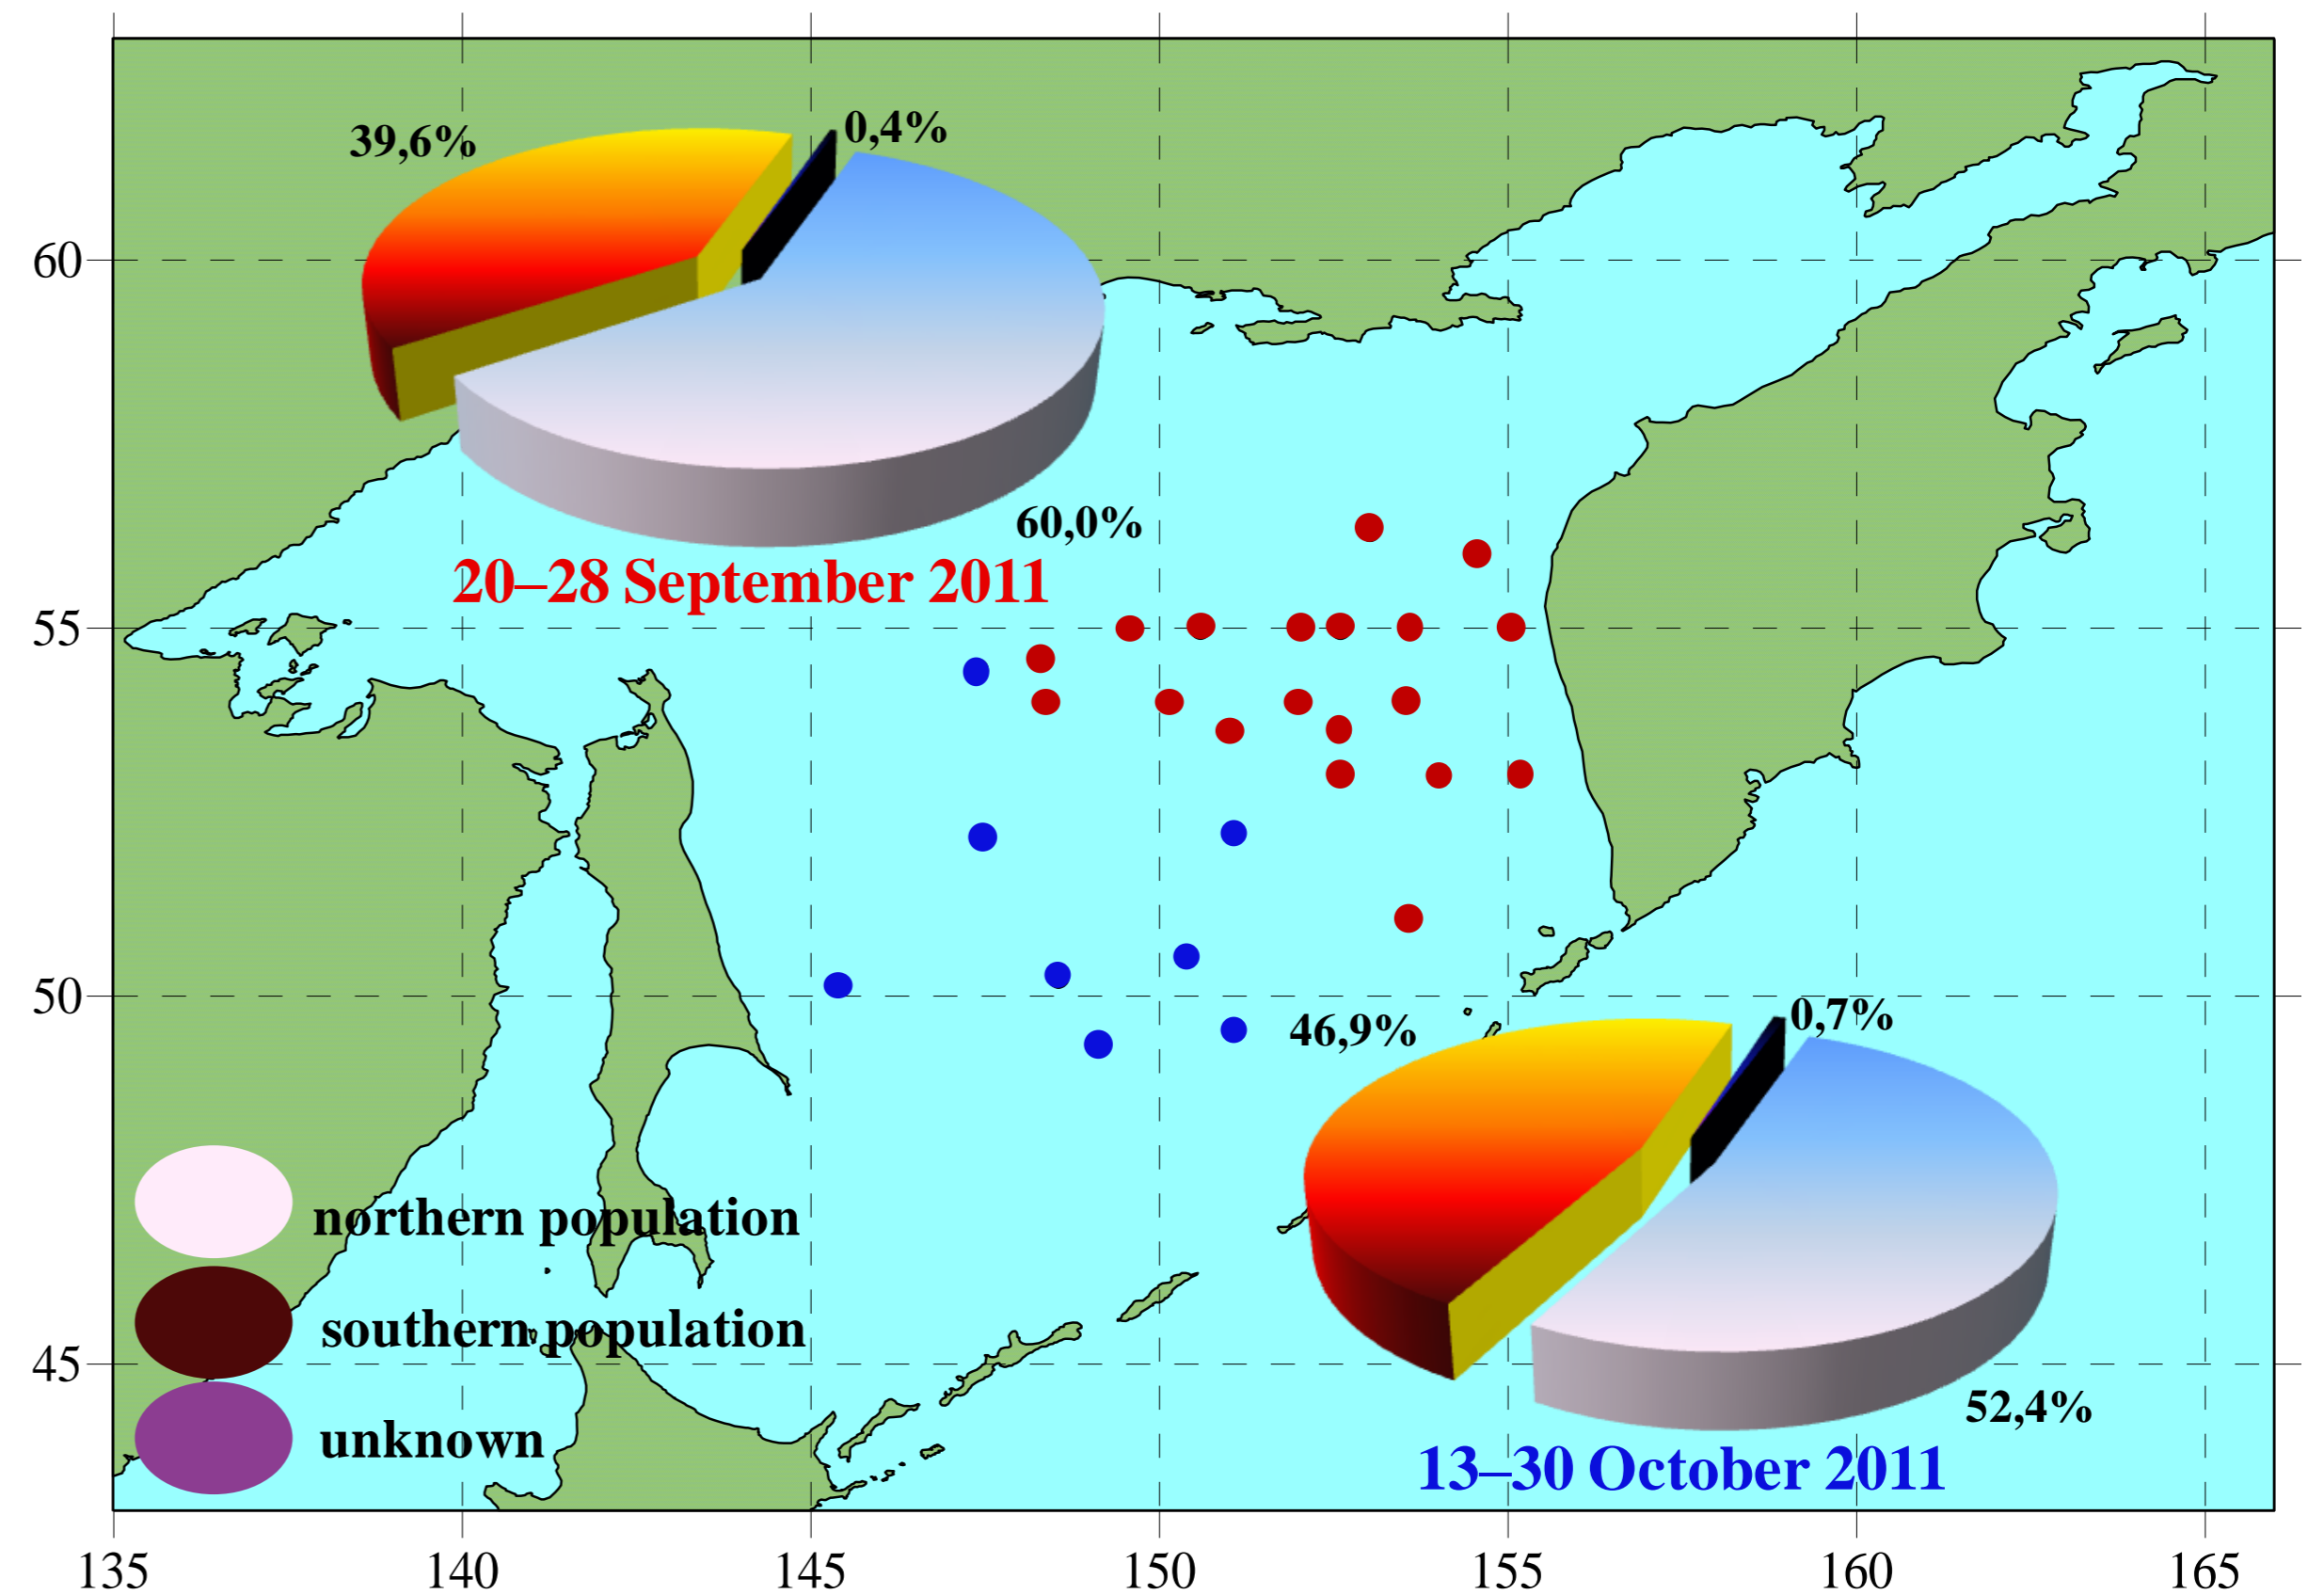 39,6%
0,4%
60,0%
20–28 September 2011
60
55
50
45
46,9%
0,7%
52,4%
13–30 October 2011
northern population
southern population
unknown
135 140 145 150 155 160 165